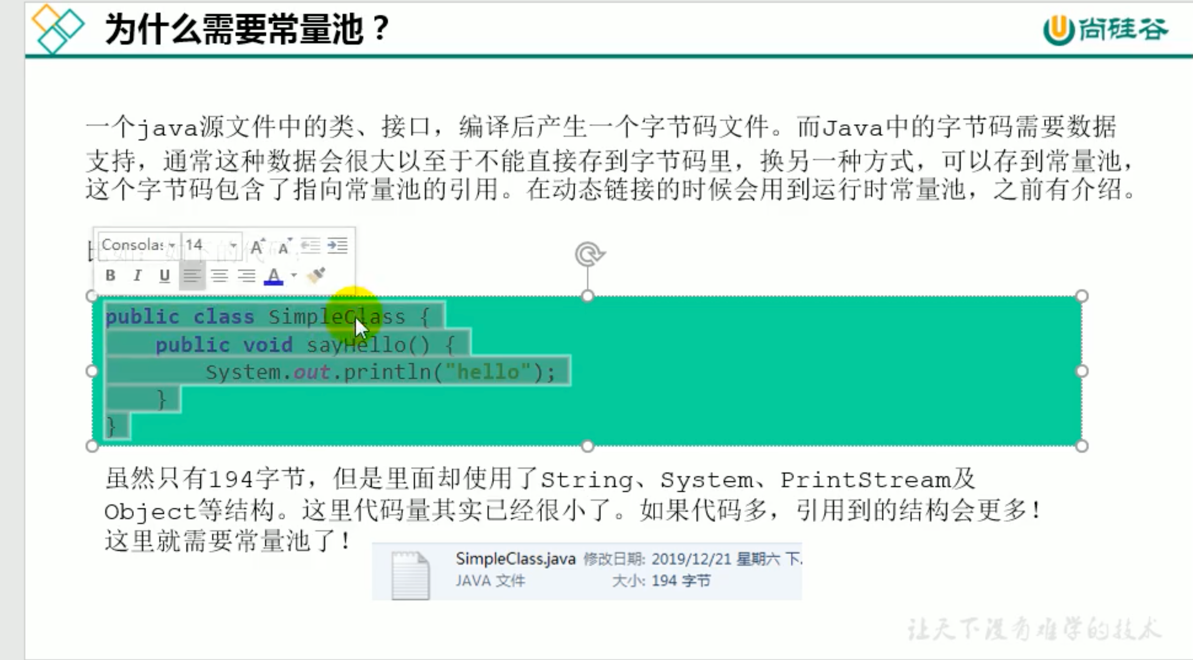 为什么需要常量池？
尚硅谷
一个java源文件中的类、接口，编译后产生一个字节码文件。而Java中的字节码需要数据
支持，通常这种数据会很大以至于不能直接存到字节码里，换另一种方式，可以存到常量池，
这个字节码包含了指向常量池的引用。在动态链接的时候会用到运行时常量池，之前有介绍。
Consolas 14 A A
B I U A
public class SimpleClass {
public void sayHello() {
System.out.println("hello");
}
}
虽然只有194字节，但是里面却使用了String、System、PrintStream及
Object等结构。这里代码量其实已经很小了。如果代码多，引用到的结构会更多！
这里就需要常量池了！
SimpleClass.java 修改日期: 2019/12/21 星期六 下
JAVA 文件 大小: 194 字节
让天下没有难学的技术